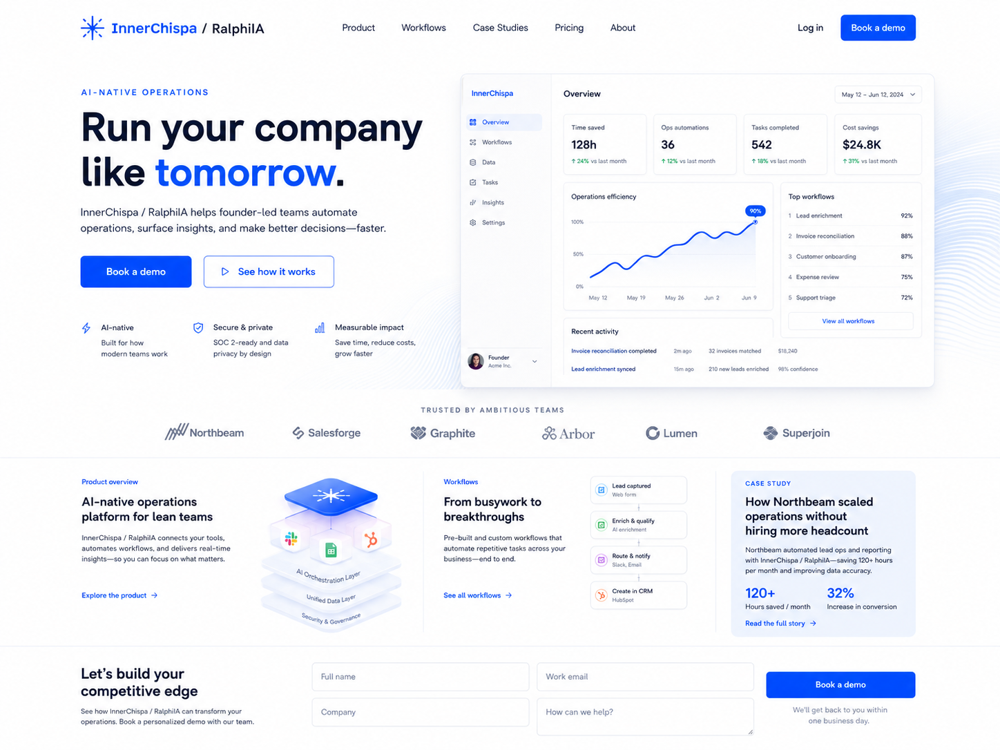 InnerChispa / RalphiIA
Product
Workflows
Case Studies
Pricing
About
Log in
Book a demo
AI-NATIVE OPERATIONS
Run your company
like tomorrow.
InnerChispa / RalphiIA helps founder-led teams automate
operations, surface insights, and make better decisions—faster.
Book a demo
See how it works
AI-native
Built for how
modern teams work
Secure & private
SOC 2-ready and data
privacy by design
Measurable impact
Save time, reduce costs,
grow faster
InnerChispa
Overview
Workflows
Data
Tasks
Insights
Settings
Founder
Acme Inc.
Overview
May 12 – Jun 12, 2024
Time saved
128h
↑ 24% vs last month
Ops automations
36
↑ 12% vs last month
Tasks completed
542
↑ 18% vs last month
Cost savings
$24.8K
↑ 31% vs last month
Operations efficiency
90%
100%
50%
0%
May 12
May 19
May 26
Jun 2
Jun 9
Top workflows
1 Lead enrichment 92%
2 Invoice reconciliation 88%
3 Customer onboarding 87%
4 Expense review 75%
5 Support triage 72%
View all workflows
Recent activity
Invoice reconciliation completed 2m ago 32 invoices matched $18,240
Lead enrichment synced 15m ago 210 new leads enriched 98% confidence
TRUSTED BY AMBITIOUS TEAMS
Northbeam
Salesforge
Graphite
Arbor
Lumen
Superjoin
Product overview
AI-native operations
platform for lean teams
InnerChispa / RalphiIA connects your tools,
automates workflows, and delivers real-time
insights—so you can focus on what matters.
Explore the product →
AI Orchestration Layer
Unified Data Layer
Security & Governance
Workflows
From busywork to
breakthroughs
Pre-built and custom workflows that
automate repetitive tasks across your
business—end to end.
See all workflows →
Lead captured
Web form
Enrich & qualify
AI enrichment
Route & notify
Slack, Email
Create in CRM
HubSpot
CASE STUDY
How Northbeam scaled
operations without
hiring more headcount
Northbeam automated lead ops and reporting
with InnerChispa / RalphiIA—saving 120+ hours
per month and improving data accuracy.
120+
Hours saved / month
32%
Increase in conversion
Read the full story →
Let's build your
competitive edge
See how InnerChispa / RalphiIA can transform your
operations. Book a personalized demo with our team.
Full name
Work email
Company
How can we help?
Book a demo
We'll get back to you within
one business day.